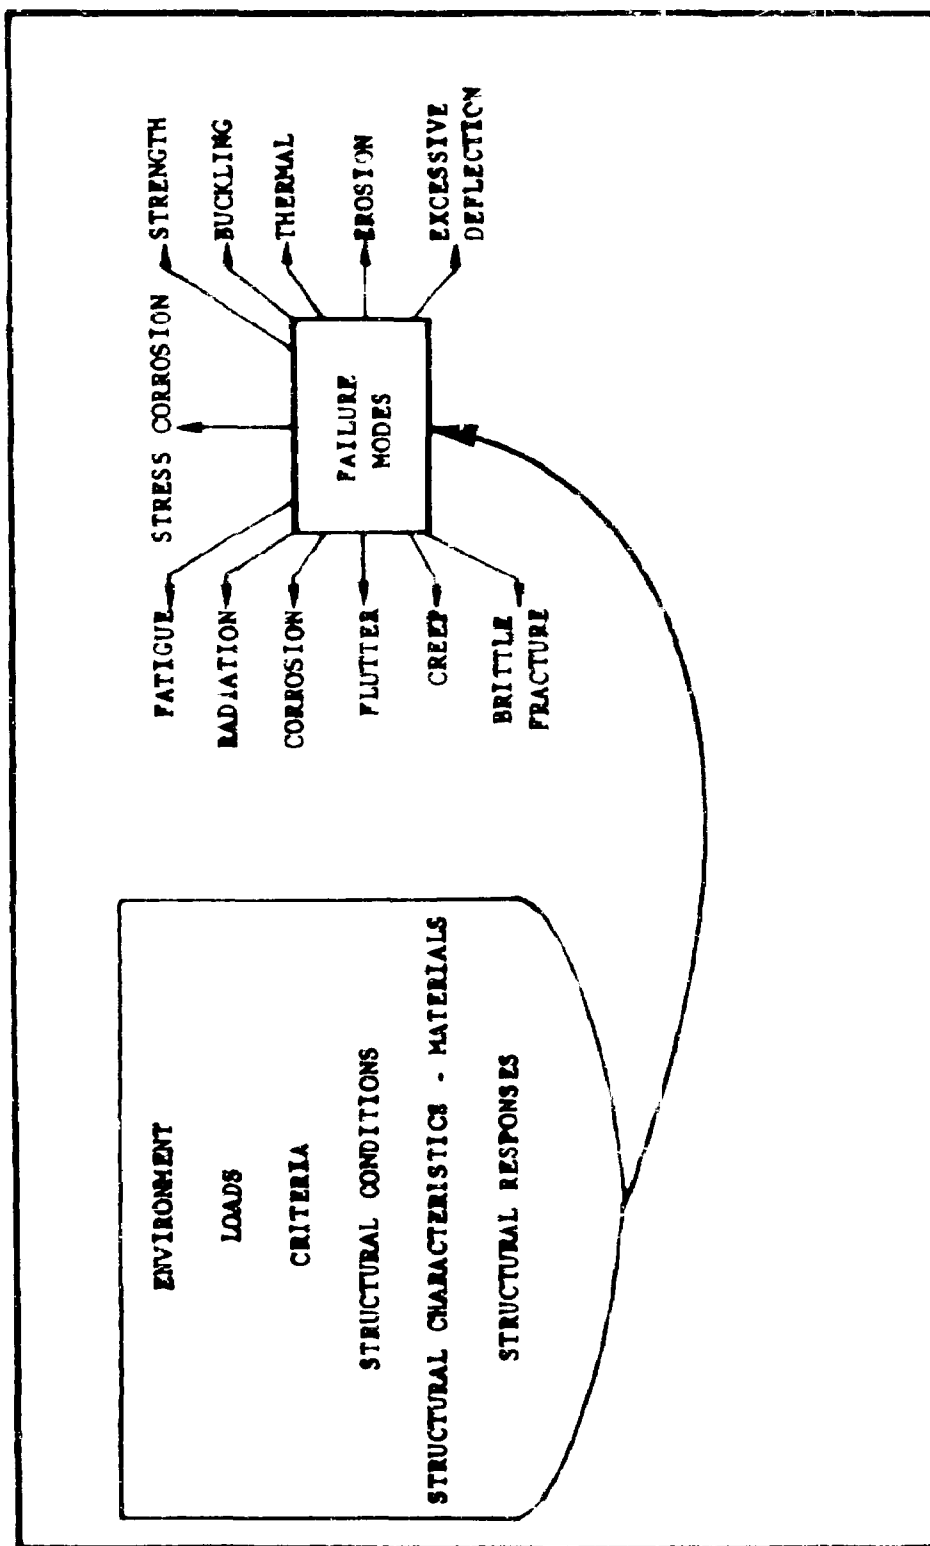 ENVIRONMENT
LOADS
CRITERIA
STRUCTURAL CONDITIONS
STRUCTURAL CHARACTERISTICS - MATERIALS
STRUCTURAL RESPONSES
FATIGUE
STRESS CORROSION
STRENGTH
RADIATION
BUCKLING
CORROSION
THERMAL
FLUTTER
FAILURE
MODES
EROSION
CREEP
EXCESSIVE
DEFLECTION
BRITTLE
FRACTURE